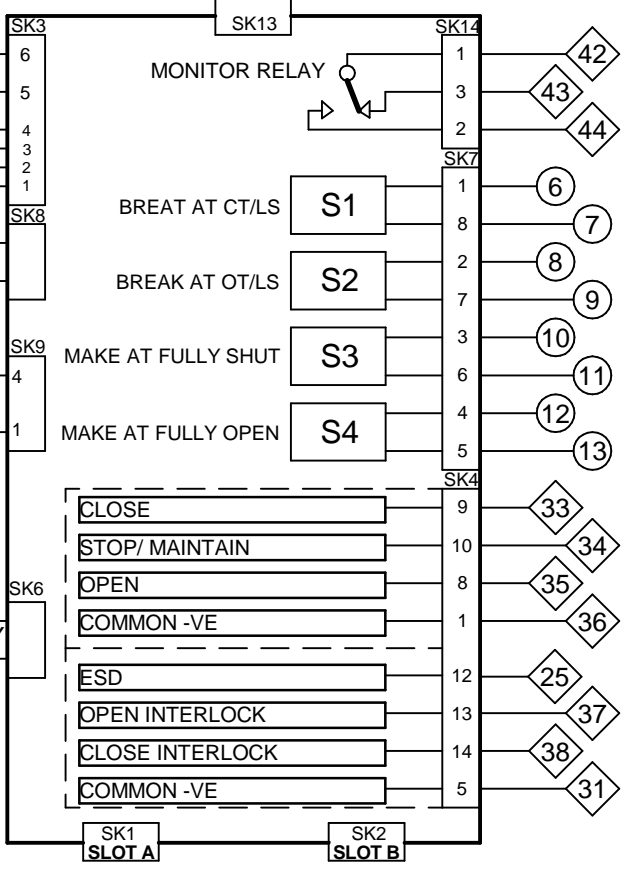 SK3
SK13
SK14
6
MONITOR RELAY
1
42
5
3
43
4
2
44
3
2
1
SK7
BREAT AT CT/LS
S1
1
6
SK8
8
7
BREAK AT OT/LS
S2
2
8
7
9
SK9
MAKE AT FULLY SHUT
S3
3
10
4
6
11
MAKE AT FULLY OPEN
S4
4
12
1
5
13
SK4
CLOSE
9
33
STOP/ MAINTAIN
10
34
SK6
OPEN
8
35
COMMON -VE
1
36
ESD
12
25
OPEN INTERLOCK
13
37
CLOSE INTERLOCK
14
38
COMMON -VE
5
31
SK1
SLOT A
SK2
SLOT B